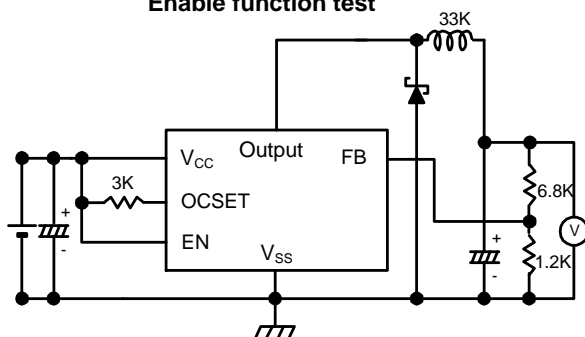 Enable function test
33K
VCC
Output
FB
3K
OCSET
6.8K
EN
V
VSS
1.2K
+
-
+
-